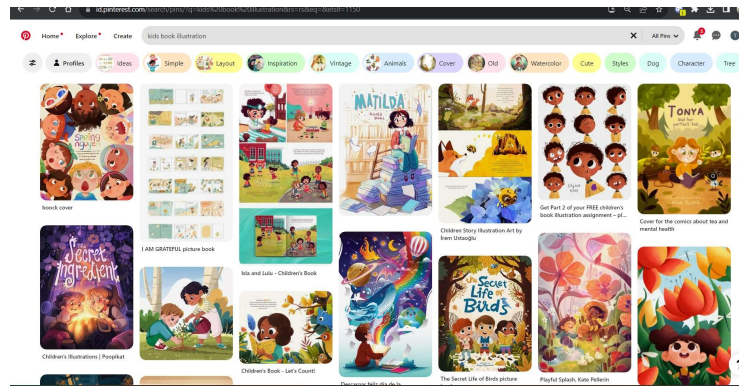 id.pinterest.com/search/pins/?q=kids%20book%20illustration&rs=rs&eq=&etslf=1150
Home Explore Create kids book illustration All Pins
Profiles Ideas Simple Layout Inspiration Vintage Animals Cover Old Watercolor Cute Styles Dog Character Tree
MATILDA
TONYA
boock cover
I AM GRATEFUL picture book
Isla and Lulu - Children's Book
Children Story Illustration Art by
İrem Ustaoğlu
Get Part 2 of your FREE children's
book illustration assignment – pl...
Cover for the comics about tea and
mental health
Secret
Ingredient
the Secret
Life of
Birds
Children's Illustrations | Poopikat
Children's Book - Let's Count!
The Secret Life of Birds picture
Playful Splash. Kate Pellerin